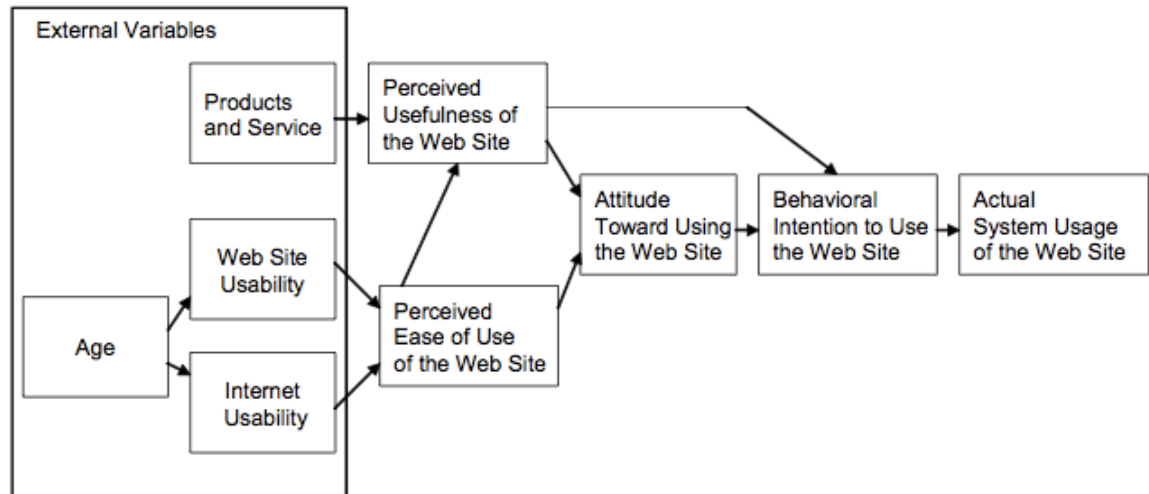 External Variables
Products
and Service
Perceived
Usefulness of
the Web Site
Attitude
Toward Using
the Web Site
Behavioral
Intention to Use
the Web Site
Actual
System Usage
of the Web Site
Web Site
Usability
Perceived
Ease of Use
of the Web Site
Age
Internet
Usability